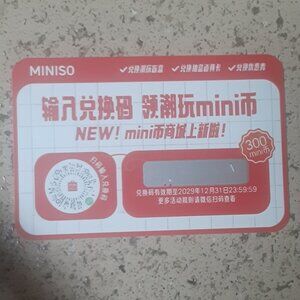 MINISO
✓兑换潮玩盲盒 ✓兑换甜品咖啡卡 ✓兑换优惠券
输入兑换码 领潮玩mini币
NEW! mini币商城上新啦!
扫码输入兑换码
300
mini币
兑换码有效期至2029年12月31日23:59:59
更多活动规则请微信扫码查看